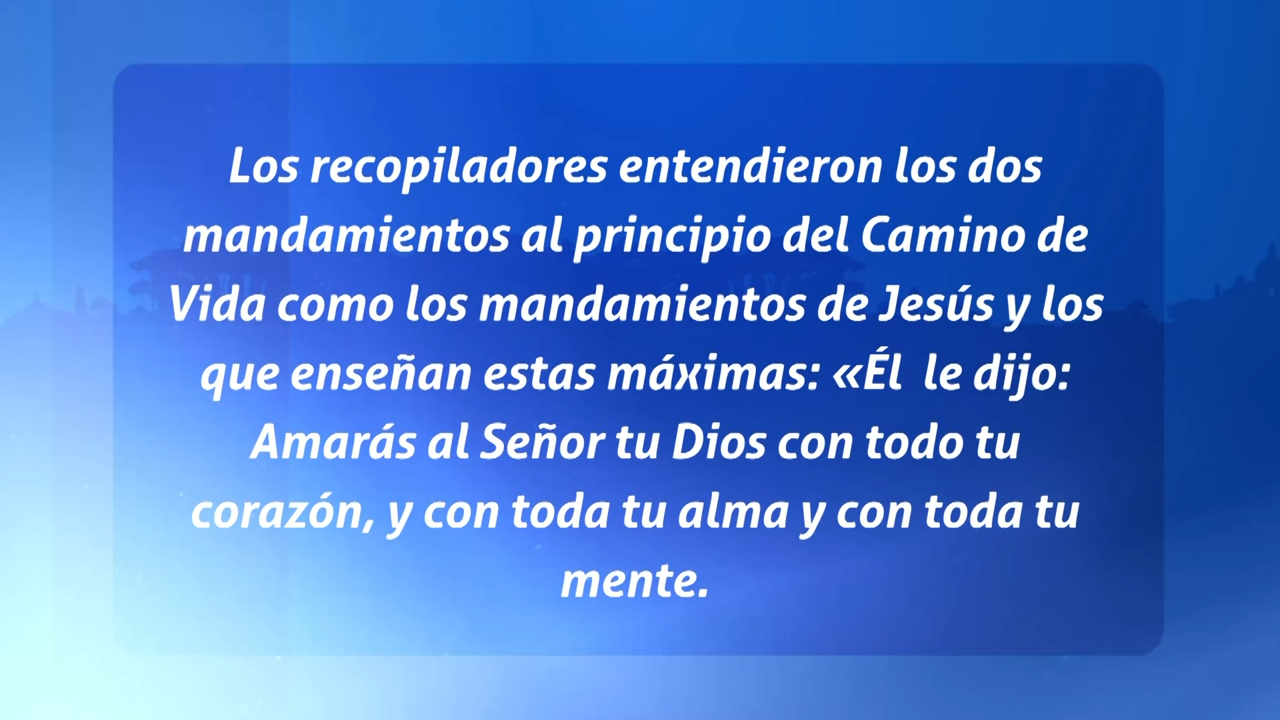 Los recopiladores entendieron los dos
mandamientos al principio del Camino de
Vida como los mandamientos de Jesús y los
que enseñan estas máximas: «Él  le dijo:
Amarás al Señor tu Dios con todo tu
corazón, y con toda tu alma y con toda tu
mente.